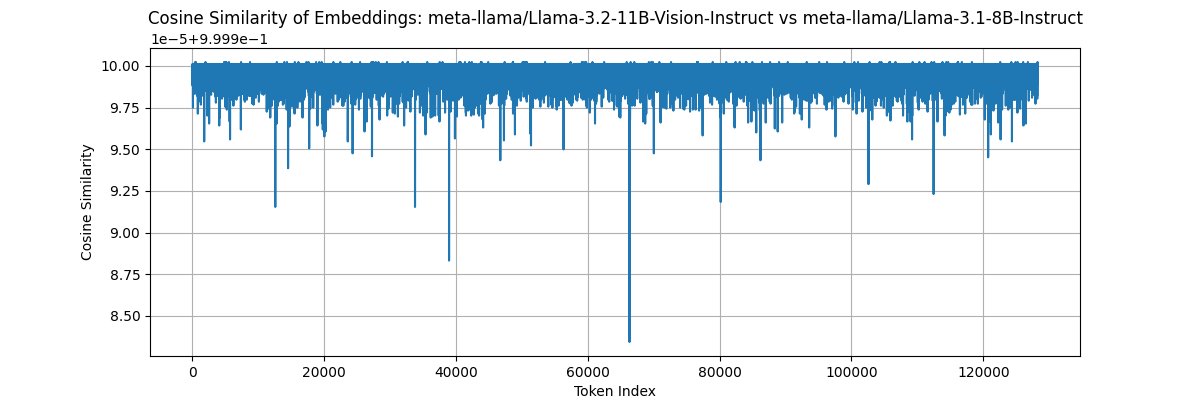 Cosine Similarity of Embeddings: meta-llama/Llama-3.2-11B-Vision-Instruct vs meta-llama/Llama-3.1-8B-Instruct
1e−5+9.999e−1
10.00
9.75
9.50
9.25
9.00
8.75
8.50
Cosine Similarity
0 20000 40000 60000 80000 100000 120000
Token Index